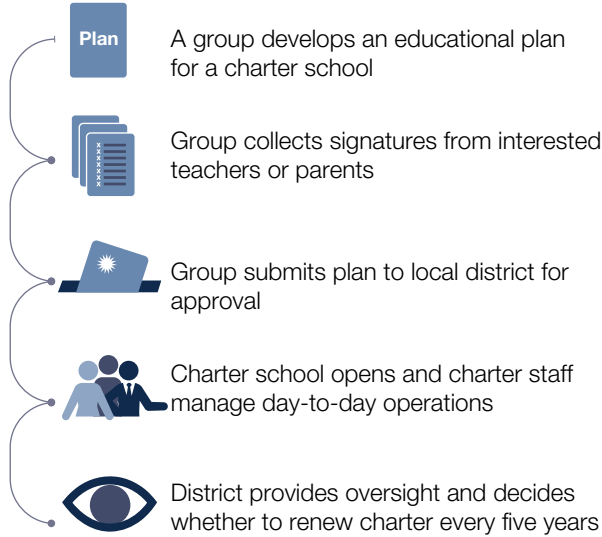 Plan
A group develops an educational plan
for a charter school
Group collects signatures from interested
teachers or parents
Group submits plan to local district for
approval
Charter school opens and charter staff
manage day-to-day operations
District provides oversight and decides
whether to renew charter every five years